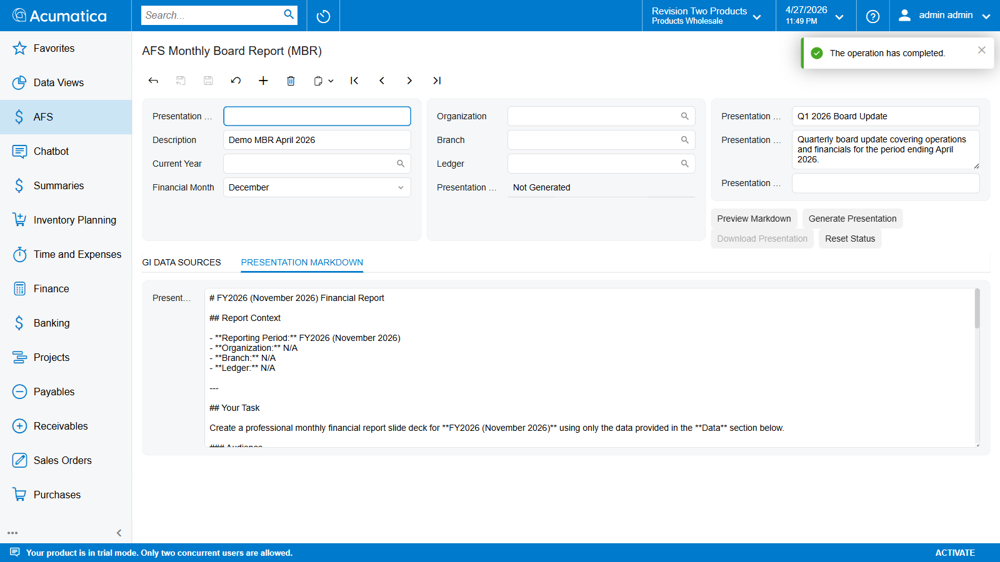 Acumatica
Search...
Revision Two Products
Products Wholesale
4/27/2026
11:49 PM
admin admin
Favorites
Data Views
AFS
Chatbot
Summaries
Inventory Planning
Time and Expenses
Finance
Banking
Projects
Payables
Receivables
Sales Orders
Purchases
AFS Monthly Board Report (MBR)
The operation has completed.
Presentation ...
Description
Demo MBR April 2026
Current Year
Financial Month
December
Organization
Branch
Ledger
Presentation ...
Not Generated
Presentation ...
Q1 2026 Board Update
Presentation ...
Quarterly board update covering operations
and financials for the period ending April
2026.
Presentation ...
Preview Markdown
Generate Presentation
Download Presentation
Reset Status
GI DATA SOURCES
PRESENTATION MARKDOWN
Present...
# FY2026 (November 2026) Financial Report
## Report Context
- **Reporting Period:** FY2026 (November 2026)
- **Organization:** N/A
- **Branch:** N/A
- **Ledger:** N/A
---
## Your Task
Create a professional monthly financial report slide deck for **FY2026 (November 2026)** using only the data provided in the **Data** section below.
### Audience
Your product is in trial mode. Only two concurrent users are allowed.
ACTIVATE